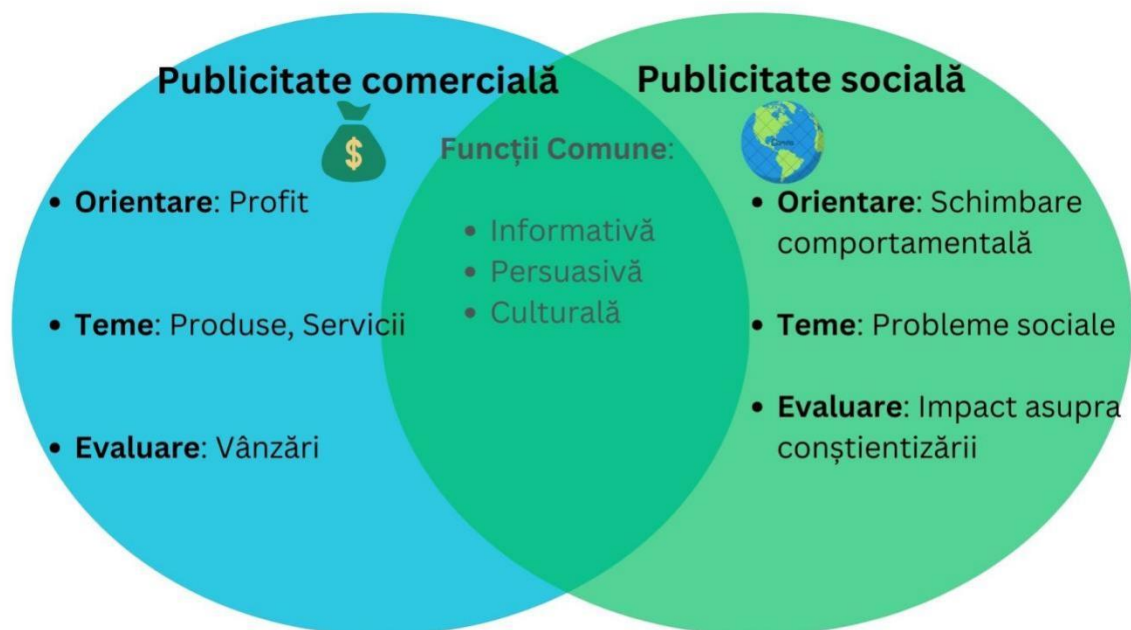 Publicitate comercială
$
• Orientare: Profit
• Teme: Produse, Servicii
• Evaluare: Vânzări
Funcții Comune:
• Informativă
• Persuasivă
• Culturală
Publicitate socială
• Orientare: Schimbare
comportamentală
• Teme: Probleme sociale
• Evaluare: Impact asupra
conștientizării